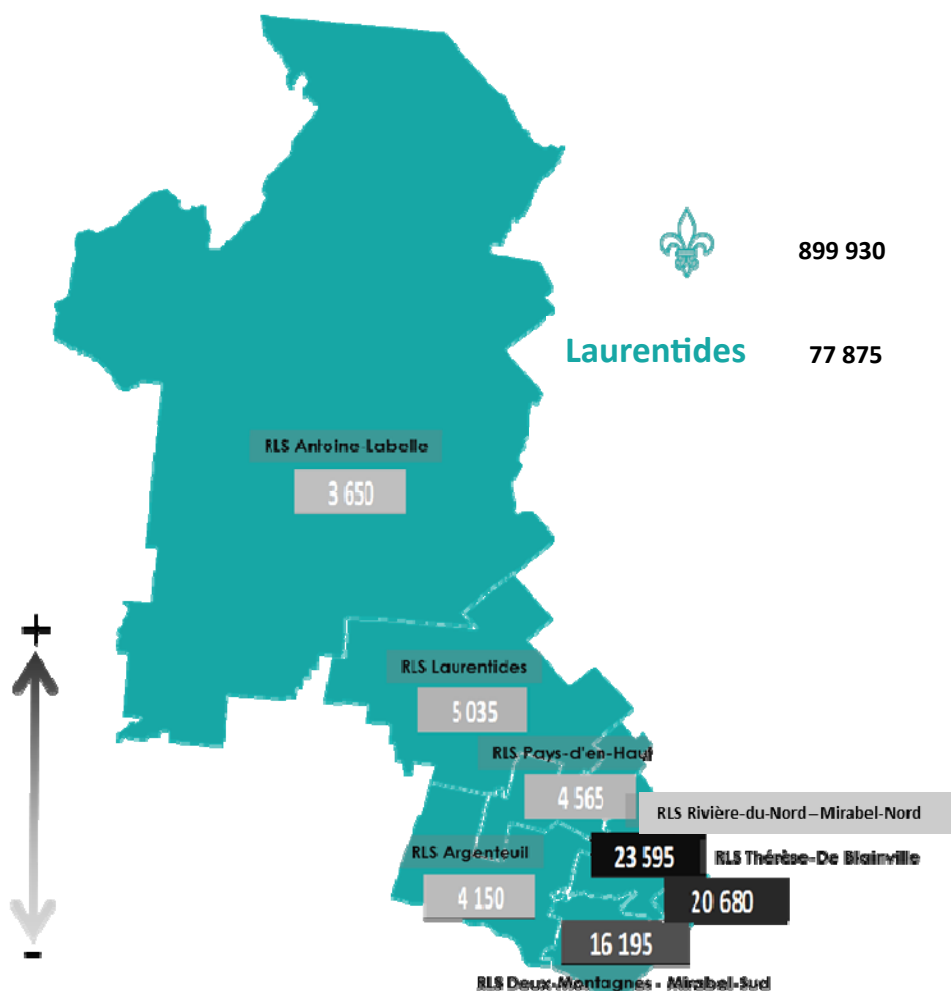 899 930
Laurentides 77 875
RLS Antoine-Labelle
3 650
+
RLS Laurentides
5 035
RLS Pays-d'en-Haut
4 565
RLS Rivière-du-Nord – Mirabel-Nord
23 595
RLS Thérèse-De Blainville
20 680
RLS Argenteuil
4 150
16 195
RLS Deux-Montagnes - Mirabel-Sud
-